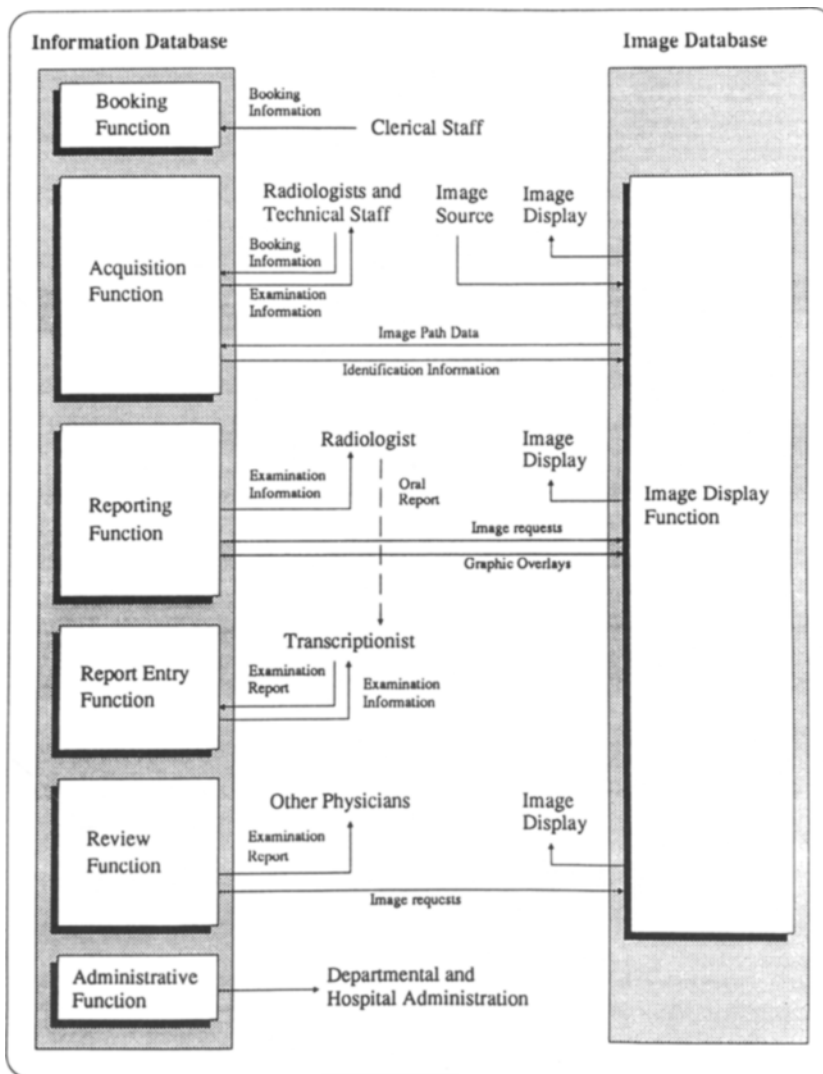 Information Database
Image Database
Booking
Function
Booking
Information
Clerical Staff
Radiologists and
Technical Staff
Image
Source
Image
Display
Acquisition
Function
Booking
Information
Examination
Information
Image Path Data
Identification Information
Radiologist
Image
Display
Examination
Information
Oral
Report
Reporting
Function
Image Display
Function
Image requests
Graphic Overlays
Transcriptionist
Report Entry
Function
Examination
Report
Examination
Information
Other Physicians
Image
Display
Review
Function
Examination
Report
Image requests
Administrative
Function
Departmental and
Hospital Administration